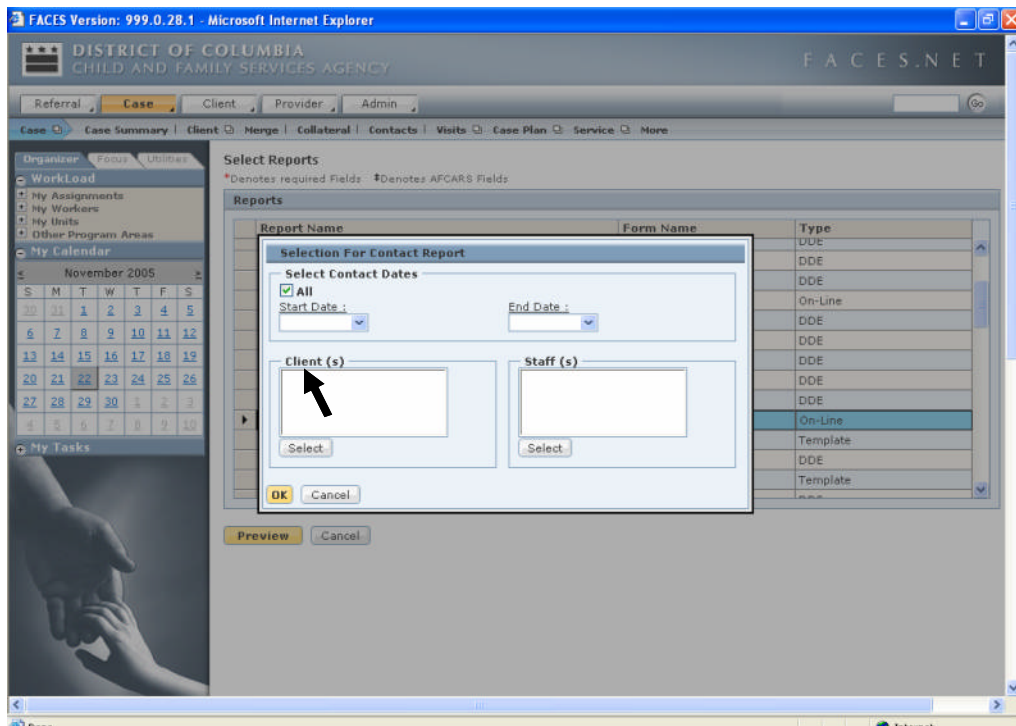 FACES Version: 999.0.28.1 - Microsoft Internet Explorer
DISTRICT OF COLUMBIA
CHILD AND FAMILY SERVICES AGENCY
FACES.NET
Referral Case Client Provider Admin Go
Case Case Summary | Client Merge | Collateral | Contacts | Visits Case Plan Service More
Organizer Focus Utilities
WorkLoad
My Assignments
My Workers
My Units
Other Program Areas
My Calendar
November 2005
S M T W T F S
30 31 1 2 3 4 5
6 7 8 9 10 11 12
13 14 15 16 17 18 19
20 21 22 23 24 25 26
27 28 29 30 1 2 3
4 5 6 7 8 9 10
My Tasks
Select Reports
*Denotes required Fields ‡Denotes AFCARS Fields
Reports
Report Name Form Name Type
DDE
DDE
DDE
On-Line
DDE
DDE
DDE
DDE
DDE
On-Line
Template
DDE
Template
Selection For Contact Report
Select Contact Dates
All
Start Date : End Date :
Client (s) Staff (s)
Select Select
OK Cancel
Preview Cancel